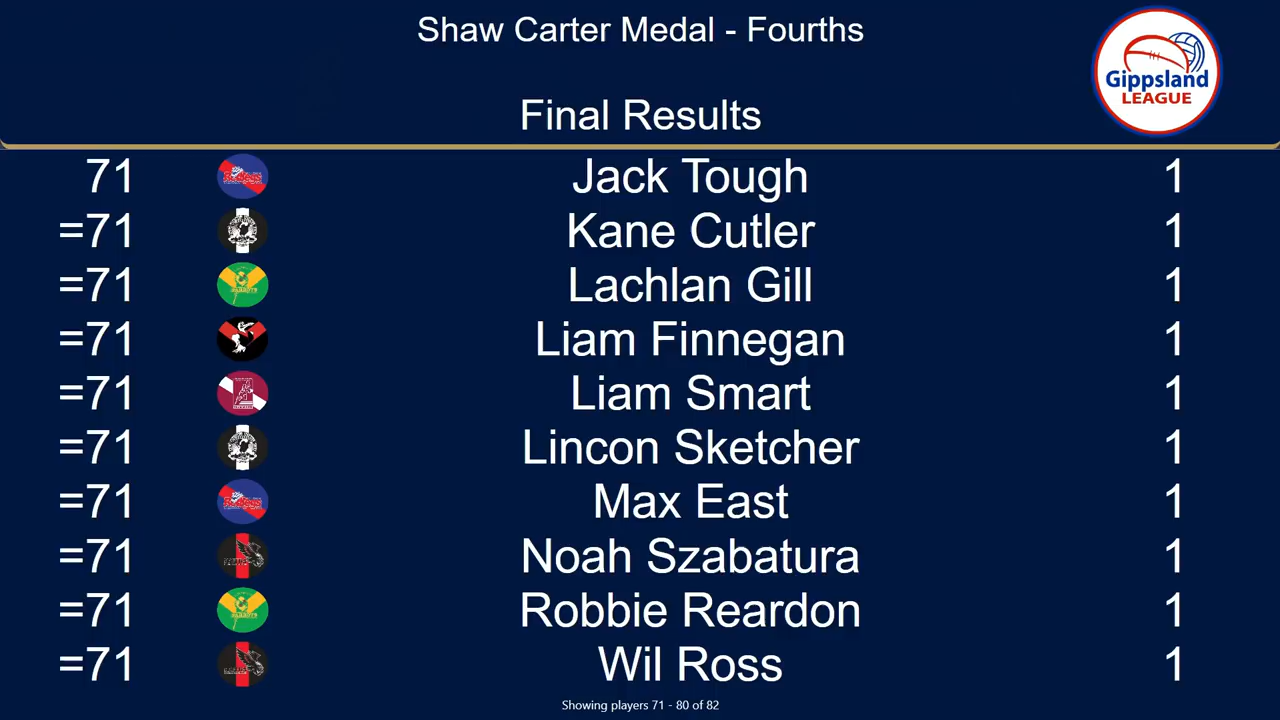 Shaw Carter Medal - Fourths
Gippsland
LEAGUE
Final Results
71 Jack Tough 1
=71 Kane Cutler 1
=71 Lachlan Gill 1
=71 Liam Finnegan 1
=71 Liam Smart 1
=71 Lincon Sketcher 1
=71 Max East 1
=71 Noah Szabatura 1
=71 Robbie Reardon 1
=71 Wil Ross 1
Showing players 71 - 80 of 82